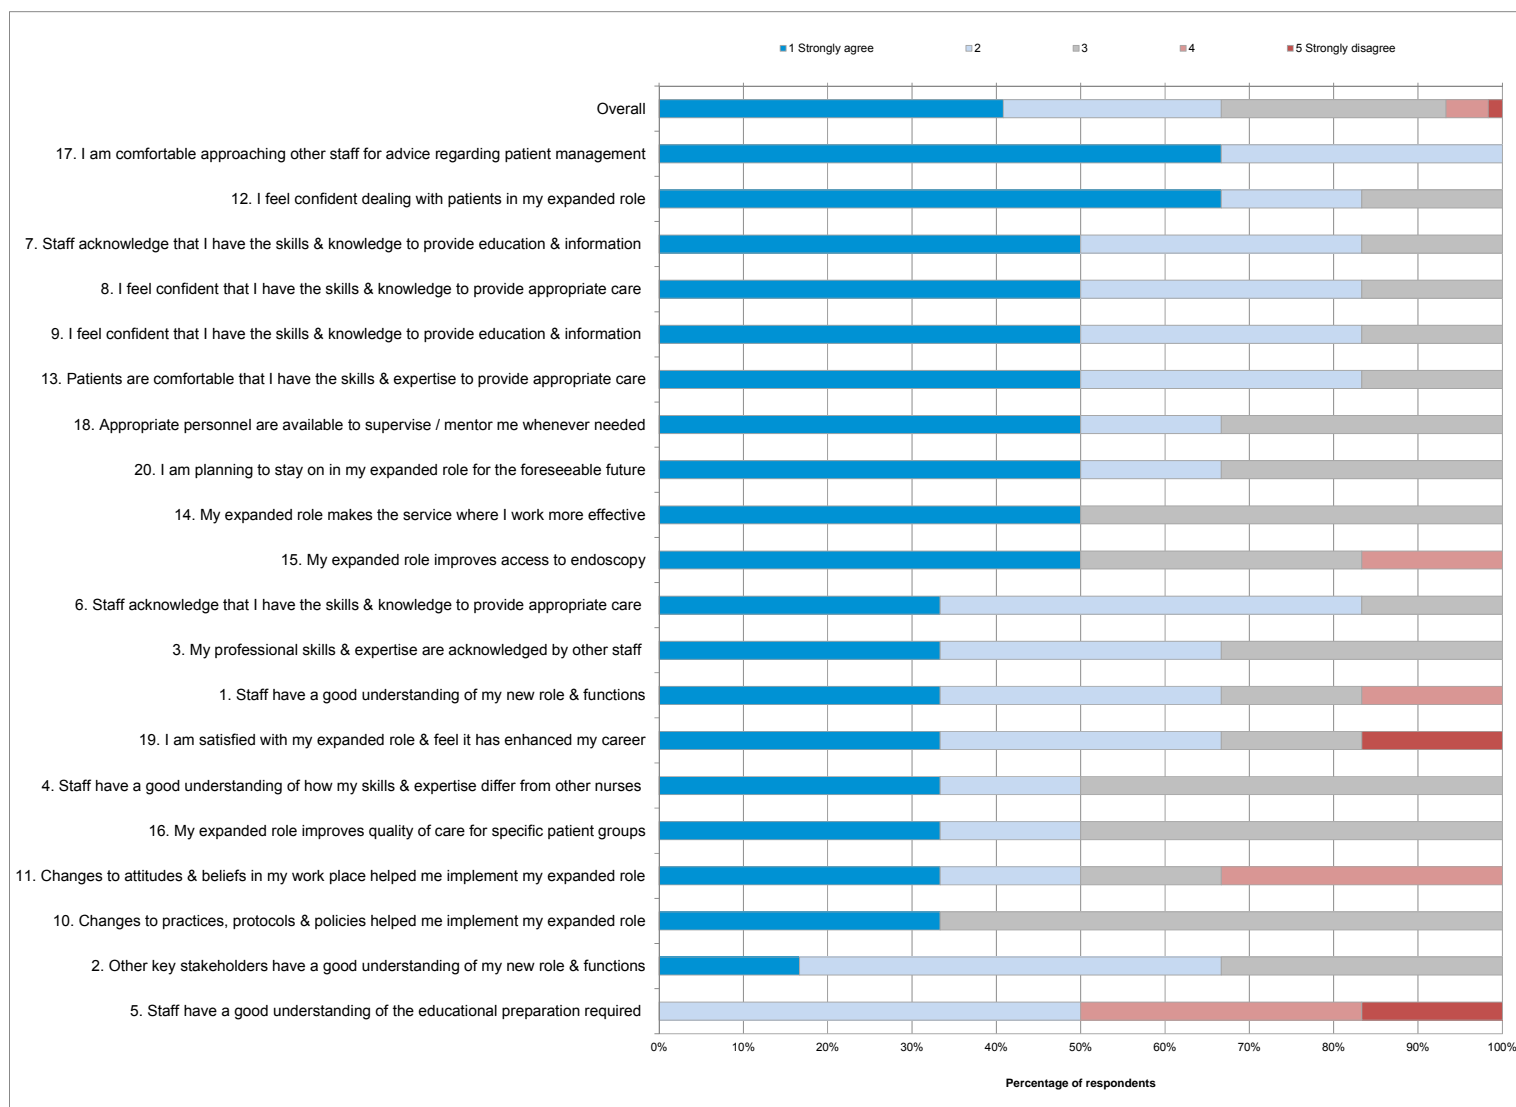 1 Strongly agree 2 3 4 5 Strongly disagree
Overall
17. I am comfortable approaching other staff for advice regarding patient management
12. I feel confident dealing with patients in my expanded role
7. Staff acknowledge that I have the skills & knowledge to provide education & information
8. I feel confident that I have the skills & knowledge to provide appropriate care
9. I feel confident that I have the skills & knowledge to provide education & information
13. Patients are comfortable that I have the skills & expertise to provide appropriate care
18. Appropriate personnel are available to supervise / mentor me whenever needed
20. I am planning to stay on in my expanded role for the foreseeable future
14. My expanded role makes the service where I work more effective
15. My expanded role improves access to endoscopy
6. Staff acknowledge that I have the skills & knowledge to provide appropriate care
3. My professional skills & expertise are acknowledged by other staff
1. Staff have a good understanding of my new role & functions
19. I am satisfied with my expanded role & feel it has enhanced my career
4. Staff have a good understanding of how my skills & expertise differ from other nurses
16. My expanded role improves quality of care for specific patient groups
11. Changes to attitudes & beliefs in my work place helped me implement my expanded role
10. Changes to practices, protocols & policies helped me implement my expanded role
2. Other key stakeholders have a good understanding of my new role & functions
5. Staff have a good understanding of the educational preparation required
0% 10% 20% 30% 40% 50% 60% 70% 80% 90% 100%
Percentage of respondents